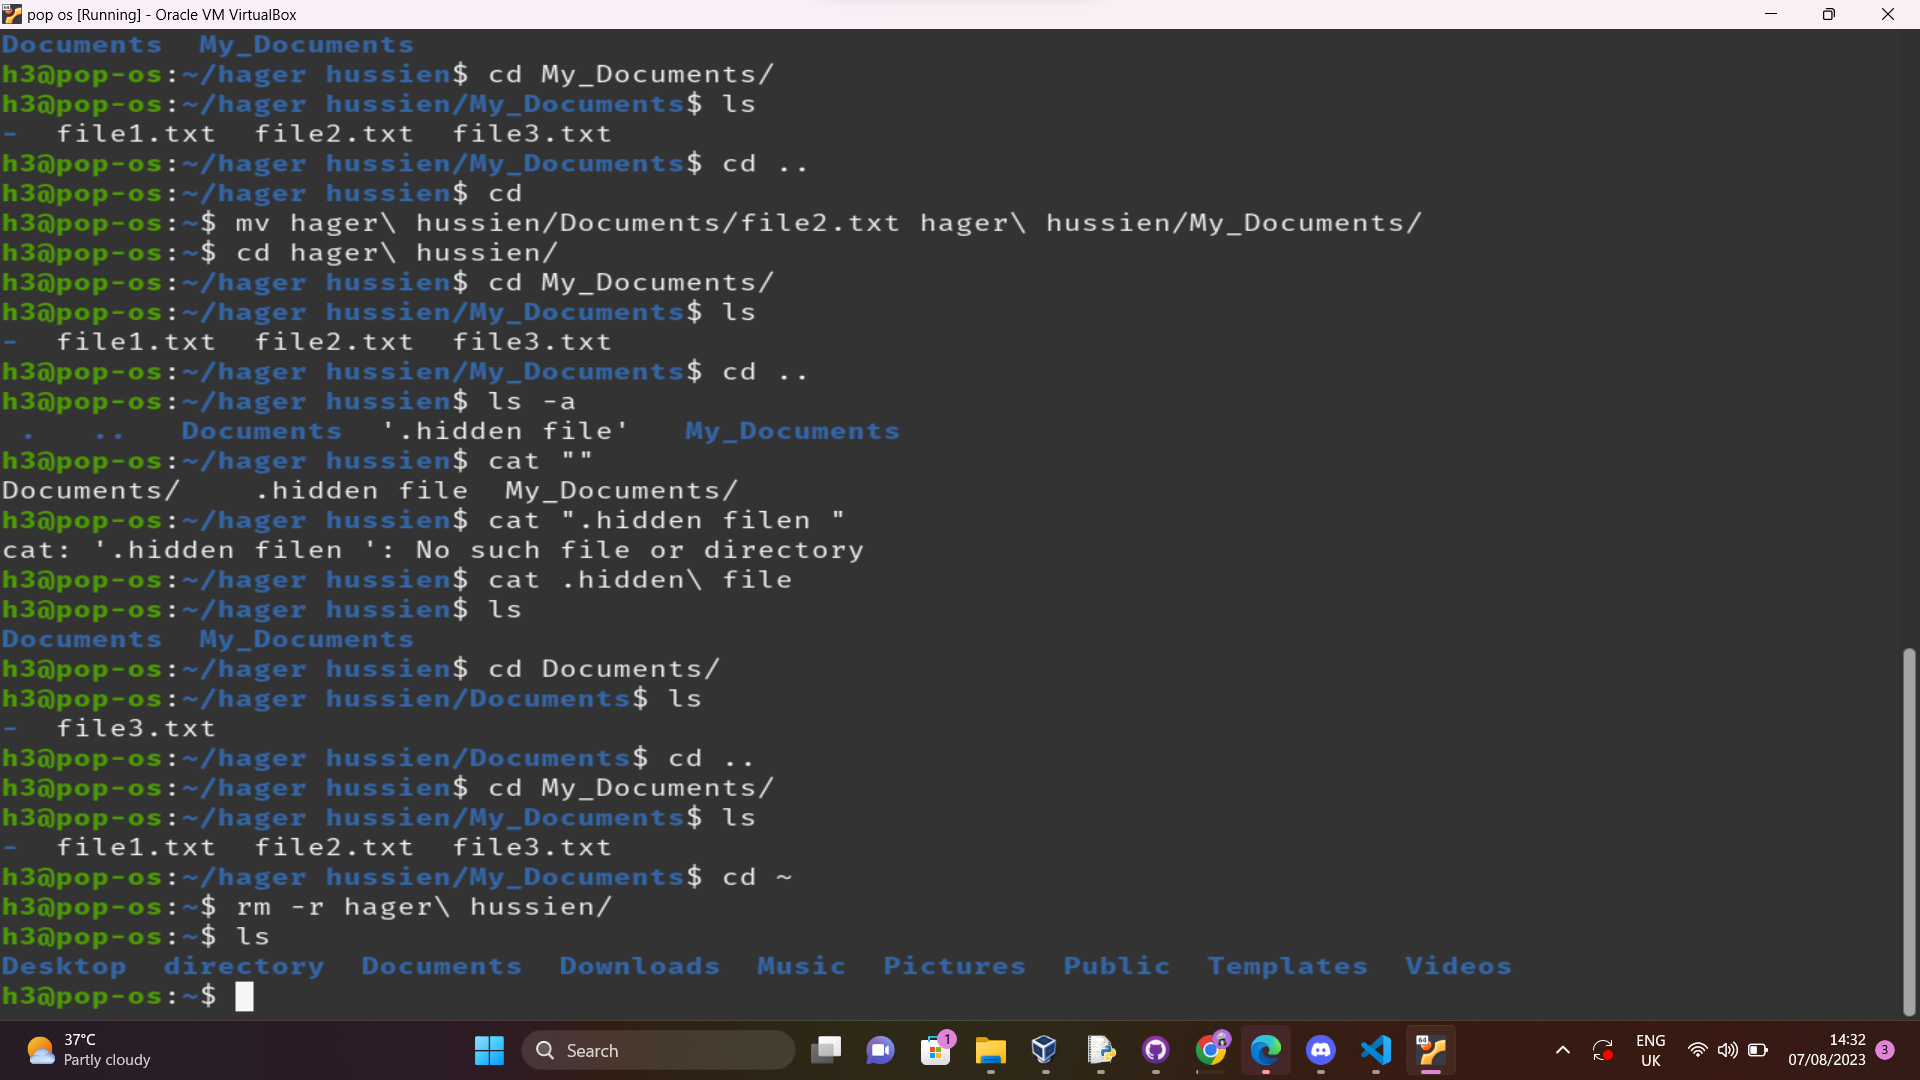 pop os [Running] - Oracle VM VirtualBox
Documents  My_Documents
h3@pop-os:~/hager hussien$ cd My_Documents/
h3@pop-os:~/hager hussien/My_Documents$ ls
-  file1.txt  file2.txt  file3.txt
h3@pop-os:~/hager hussien/My_Documents$ cd ..
h3@pop-os:~/hager hussien$ cd
h3@pop-os:~$ mv hager\ hussien/Documents/file2.txt hager\ hussien/My_Documents/
h3@pop-os:~$ cd hager\ hussien/
h3@pop-os:~/hager hussien$ cd My_Documents/
h3@pop-os:~/hager hussien/My_Documents$ ls
-  file1.txt  file2.txt  file3.txt
h3@pop-os:~/hager hussien/My_Documents$ cd ..
h3@pop-os:~/hager hussien$ ls -a
 .   ..   Documents  '.hidden file'   My_Documents
h3@pop-os:~/hager hussien$ cat ""
Documents/    .hidden file  My_Documents/
h3@pop-os:~/hager hussien$ cat ".hidden filen "
cat: '.hidden filen ': No such file or directory
h3@pop-os:~/hager hussien$ cat .hidden\ file
h3@pop-os:~/hager hussien$ ls
Documents  My_Documents
h3@pop-os:~/hager hussien$ cd Documents/
h3@pop-os:~/hager hussien/Documents$ ls
-  file3.txt
h3@pop-os:~/hager hussien/Documents$ cd ..
h3@pop-os:~/hager hussien$ cd My_Documents/
h3@pop-os:~/hager hussien/My_Documents$ ls
-  file1.txt  file2.txt  file3.txt
h3@pop-os:~/hager hussien/My_Documents$ cd ~
h3@pop-os:~$ rm -r hager\ hussien/
h3@pop-os:~$ ls
Desktop  directory  Documents  Downloads  Music  Pictures  Public  Templates  Videos
h3@pop-os:~$
37°C
Partly cloudy
Search
1
64
ENG
UK
14:32
07/08/2023
3